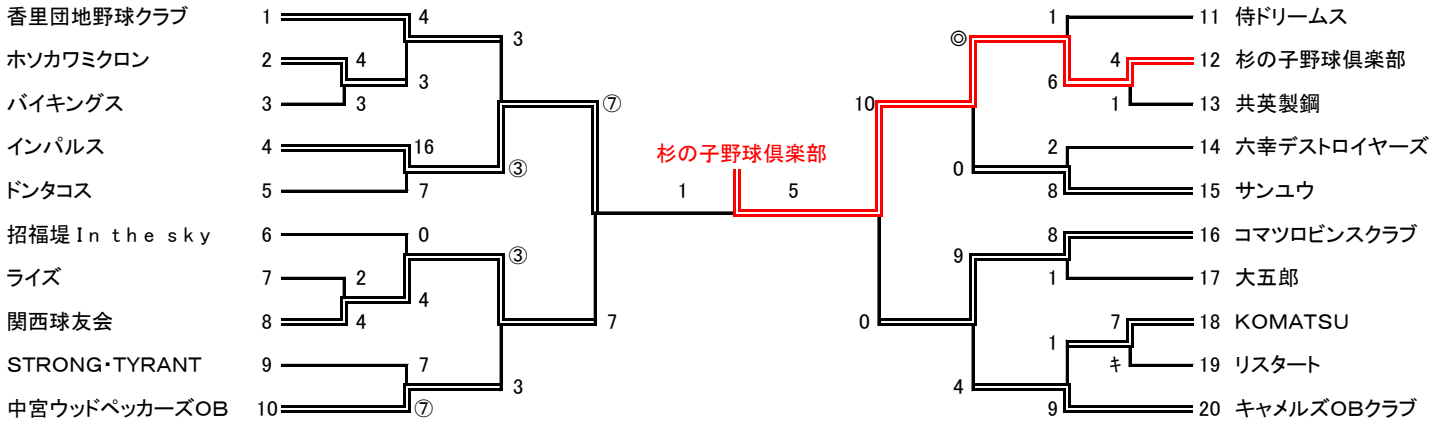 香里団地野球クラブ 1 4
3
ホソカワミクロン 2 4
3
バイキングス 3 3
⑦
インパルス 4 16
③
ドンタコス 5 7
招福堤In the sky 6 0
③
ライズ 7 2
4
関西球友会 8 4
7
STRONG・TYRANT 9 7
3
中宮ウッドペッカーズOB 10 ⑦
杉の子野球倶楽部
1 5
1 11 侍ドリームス
◎
4 12 杉の子野球倶楽部
6
10
1 13 共英製鋼
2 14 六幸デストロイヤーズ
0
8 15 サンユウ
8 16 コマツロビンスクラブ
9
1 17 大五郎
0
7 18 KOMATSU
1
キ 19 リスタート
4
9 20 キャメルズOBクラブ